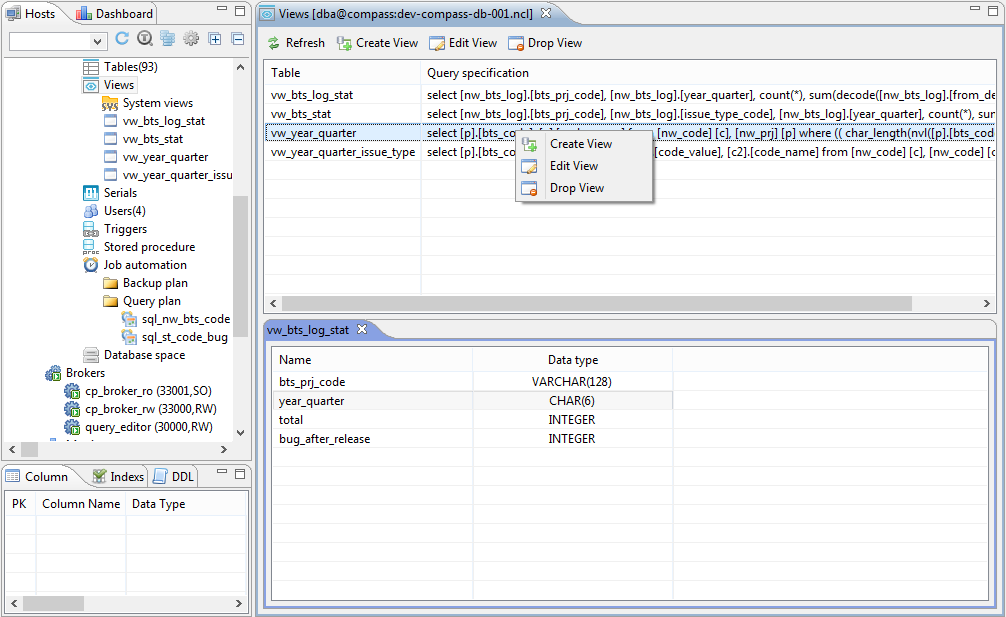 Hosts
Dashboard
Tables(93)
Views
System views
vw_bts_log_stat
vw_bts_stat
vw_year_quarter
vw_year_quarter_issu
Serials
Users(4)
Triggers
Stored procedure
Job automation
Backup plan
Query plan
sql_nw_bts_code
sql_st_code_bug
Database space
Brokers
cp_broker_ro (33001,SO)
cp_broker_rw (33000,RW)
query_editor (30000,RW)
Column
Indexs
DDL
PK Column Name Data Type
Views [dba@compass:dev-compass-db-001.ncl]
Refresh Create View Edit View Drop View
Table Query specification
vw_bts_log_stat select [nw_bts_log].[bts_prj_code], [nw_bts_log].[year_quarter], count(*), sum(decode([nw_bts_log].[from_de
vw_bts_stat select [nw_bts_log].[bts_prj_code], [nw_bts_log].[issue_type_code], [nw_bts_log].[year_quarter], count(*), sum
vw_year_quarter select [p].[bts_code [nw_code] [c], [nw_prj] [p] where (( char_length(nvl([p].[bts_cod
vw_year_quarter_issue_type select [p].[bts_co [code_value], [c2].[code_name] from [nw_code] [c], [nw_code] [c
Create View
Edit View
Drop View
vw_bts_log_stat
Name Data type
bts_prj_code VARCHAR(128)
year_quarter CHAR(6)
total INTEGER
bug_after_release INTEGER